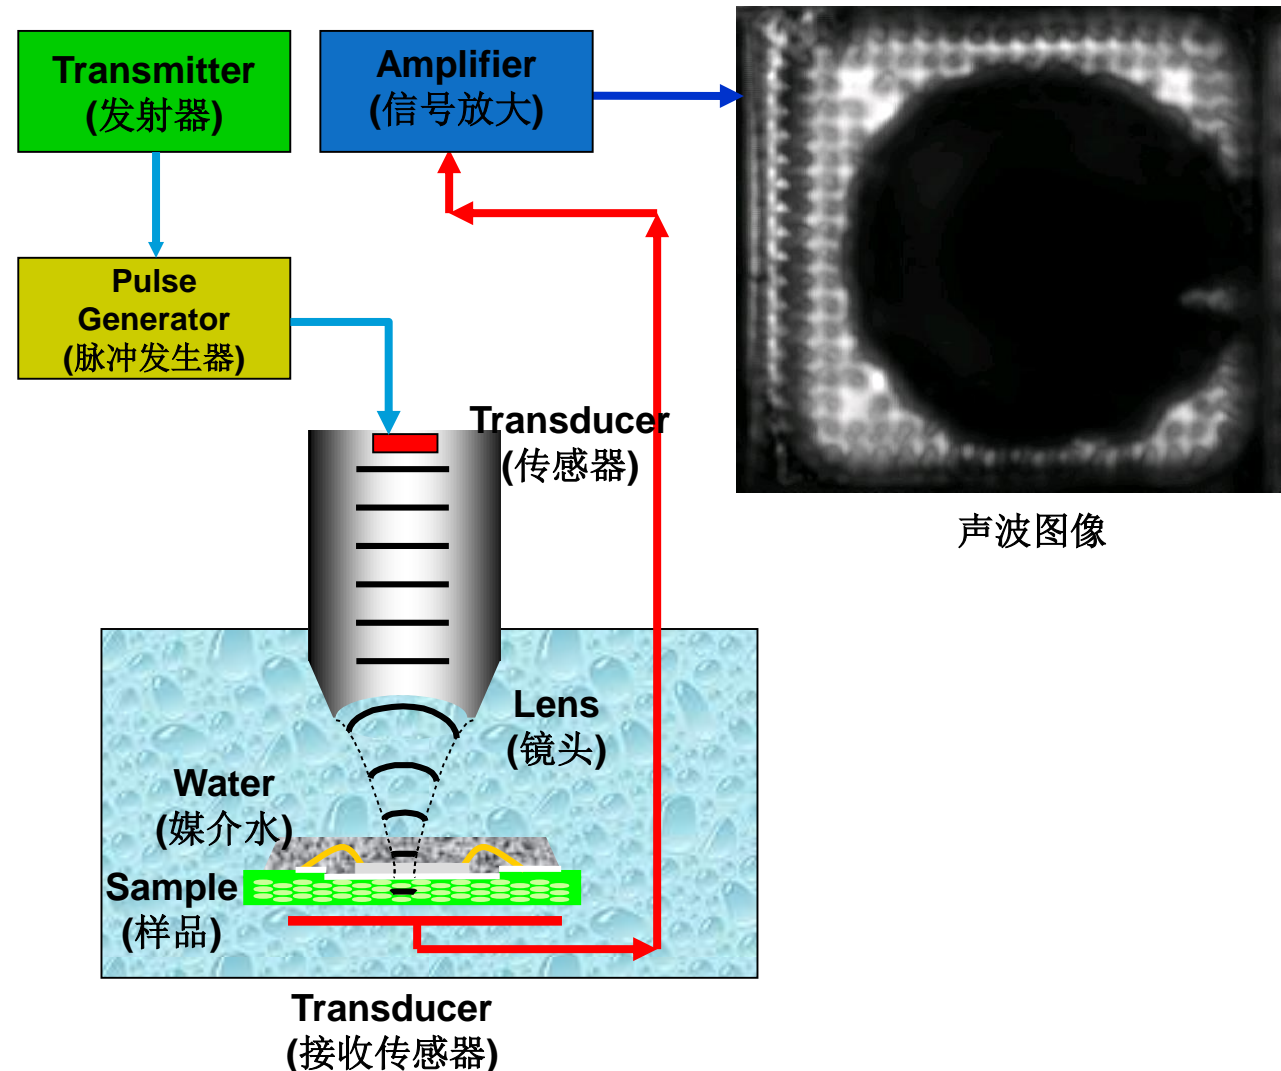 Transmitter
(发射器)
Amplifier
(信号放大)
Pulse
Generator
(脉冲发生器)
Transducer
(传感器)
声波图像
Lens
(镜头)
Water
(媒介水)
Sample
(样品)
Transducer
(接收传感器)